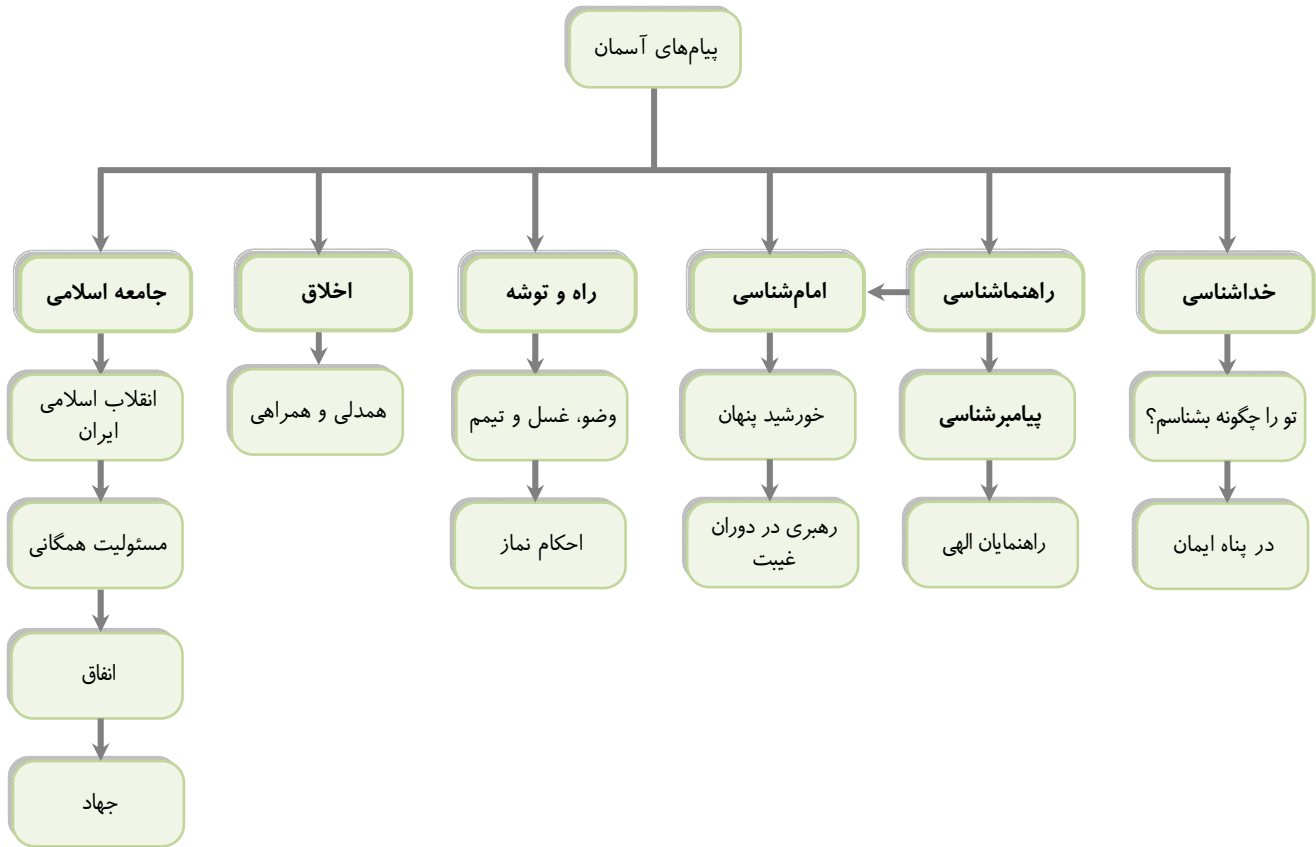 پیام‌های آسمان
خداشناسی
راهنماشناسی
امام‌شناسی
راه و توشه
اخلاق
جامعه اسلامی
تو را چگونه بشناسم؟
پیامبرشناسی
خورشید پنهان
وضو، غسل و تیمم
همدلی و همراهی
انقلاب اسلامی
ایران
در پناه ایمان
راهنمایان الهی
رهبری در دوران
غیبت
احکام نماز
مسئولیت همگانی
انفاق
جهاد